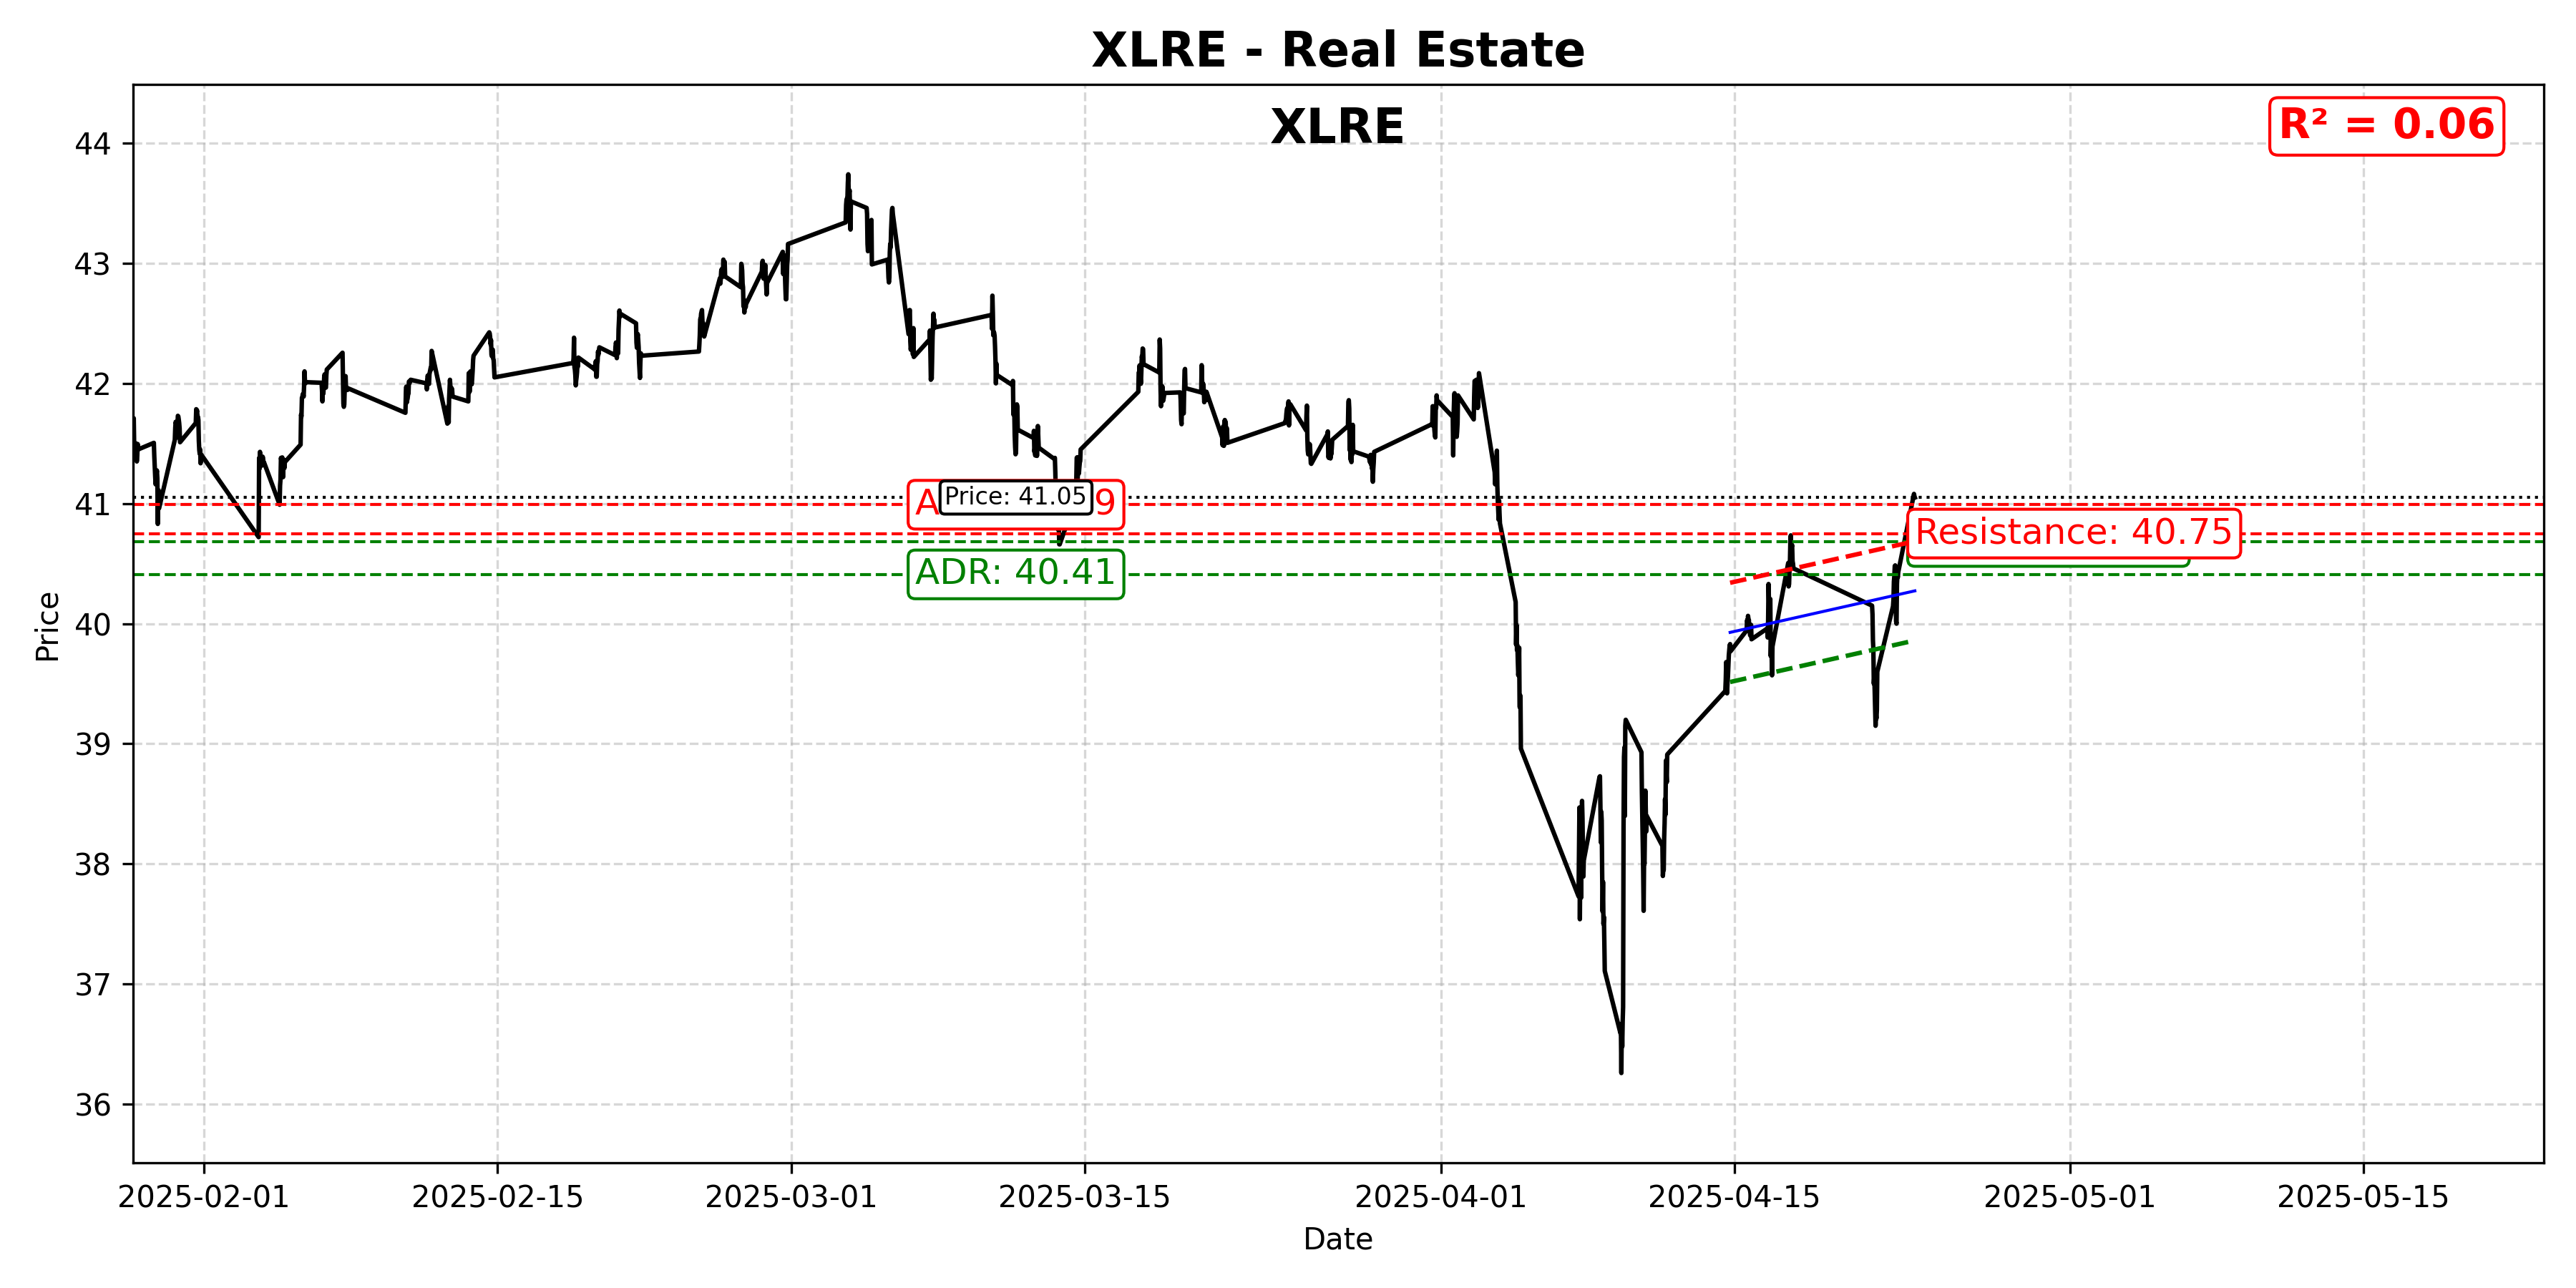 XLRE - Real Estate
XLRE
R² = 0.06
44
43
42
41
40
39
38
37
36
Price
Price: 41.05
ADR: 40.41
Resistance: 40.75
2025-02-01
2025-02-15
2025-03-01
2025-03-15
2025-04-01
2025-04-15
2025-05-01
2025-05-15
Date